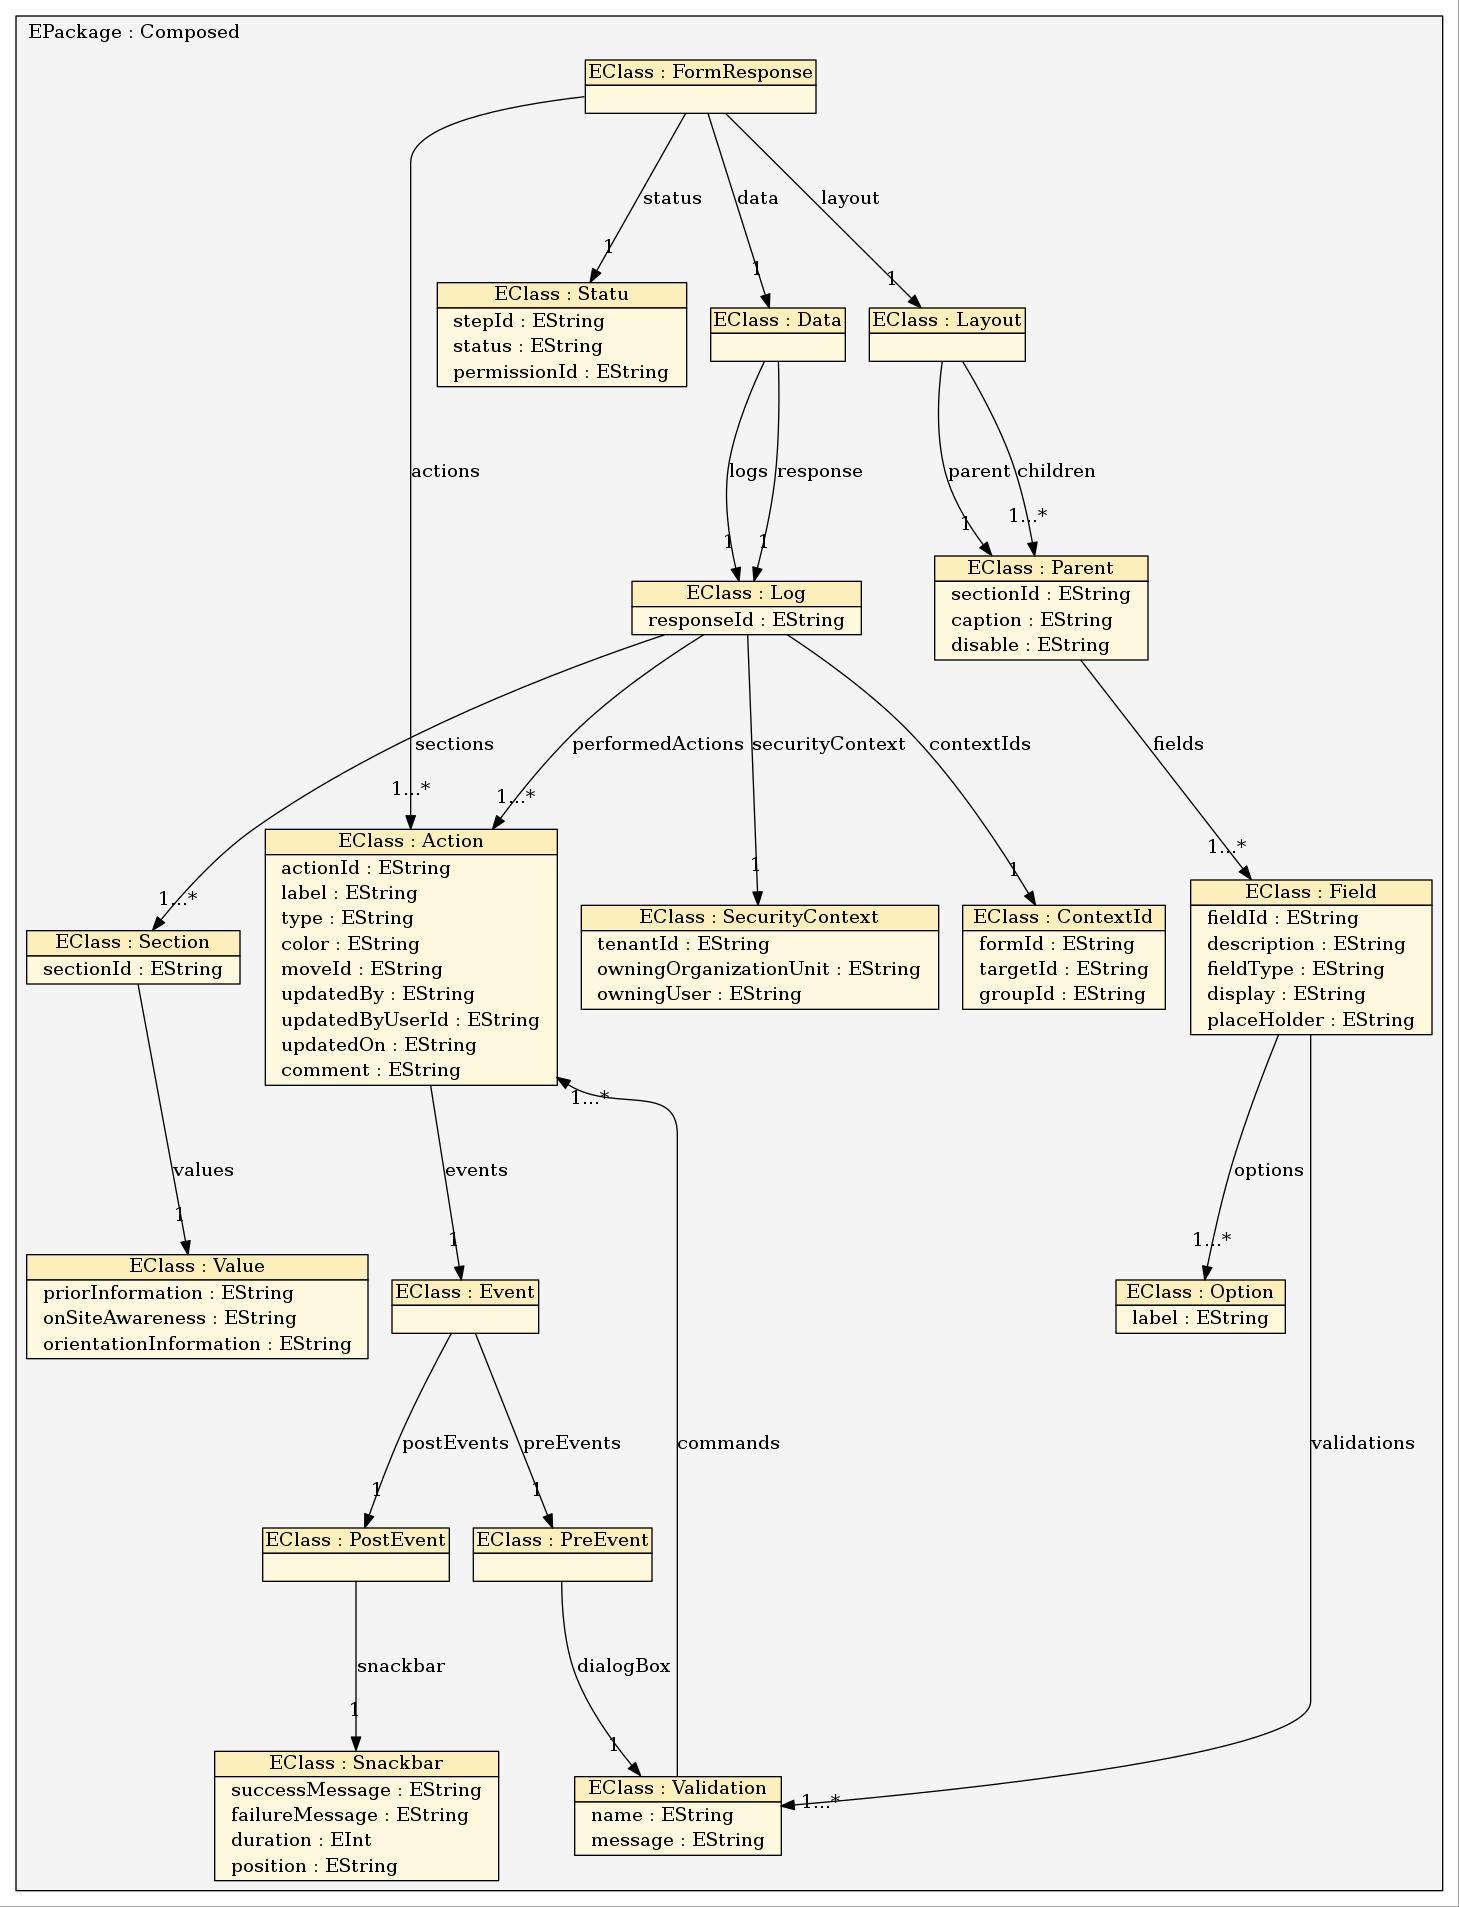 EPackage : Composed
EClass : FormResponse
status
data
layout
1
1
1
EClass : Statu
stepId : EString
status : EString
permissionId : EString
EClass : Data
EClass : Layout
actions
logs
response
parent
children
1
1
1
1...*
EClass : Log
responseId : EString
EClass : Parent
sectionId : EString
caption : EString
disable : EString
sections
performedActions
securityContext
contextIds
fields
1...*
1...*
1...*
1
1
1...*
EClass : Section
sectionId : EString
EClass : Action
actionId : EString
label : EString
type : EString
color : EString
moveId : EString
updatedBy : EString
updatedByUserId : EString
updatedOn : EString
comment : EString
EClass : SecurityContext
tenantId : EString
owningOrganizationUnit : EString
owningUser : EString
EClass : ContextId
formId : EString
targetId : EString
groupId : EString
EClass : Field
fieldId : EString
description : EString
fieldType : EString
display : EString
placeHolder : EString
1...*
values
events
options
1
1
1...*
EClass : Value
priorInformation : EString
onSiteAwareness : EString
orientationInformation : EString
EClass : Event
EClass : Option
label : EString
postEvents
preEvents
commands
validations
1
1
EClass : PostEvent
EClass : PreEvent
snackbar
dialogBox
1
1
EClass : Snackbar
successMessage : EString
failureMessage : EString
duration : EInt
position : EString
EClass : Validation
name : EString
message : EString
1...*